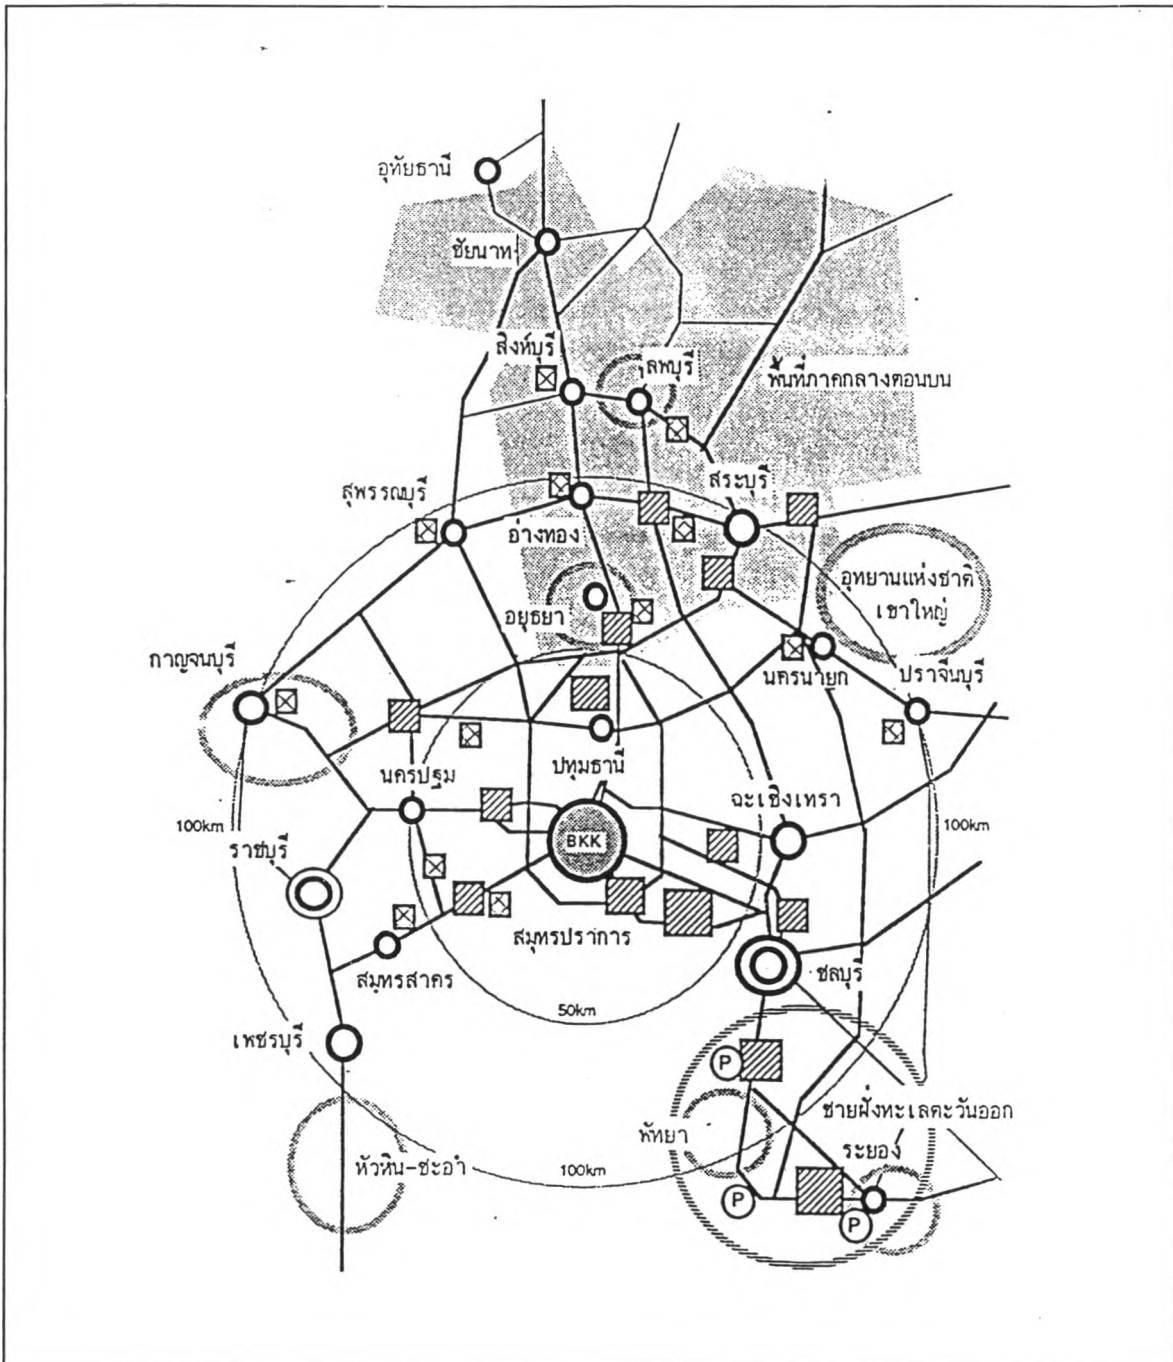 อุทัยธานี
ชัยนาท
สิงห์บุรี
ลพบุรี
พื้นที่ภาคกลางตอนบน
สระบุรี
สุพรรณบุรี
อ่างทอง
อุทยานแห่งชาติ
เขาใหญ่
อยุธยา
กาญจนบุรี
นครนายก
ปราจีนบุรี
ปทุมธานี
นครปฐม
ฉะเชิงเทรา
100km
BKK
100km
ราชบุรี
สมุทรปราการ
สมุทรสาคร
ชลบุรี
50km
เพชรบุรี
P
ชายฝั่งทะเลตะวันออก
พัทยา
ระยอง
หัวหิน-ชะอำ
100km
P
P